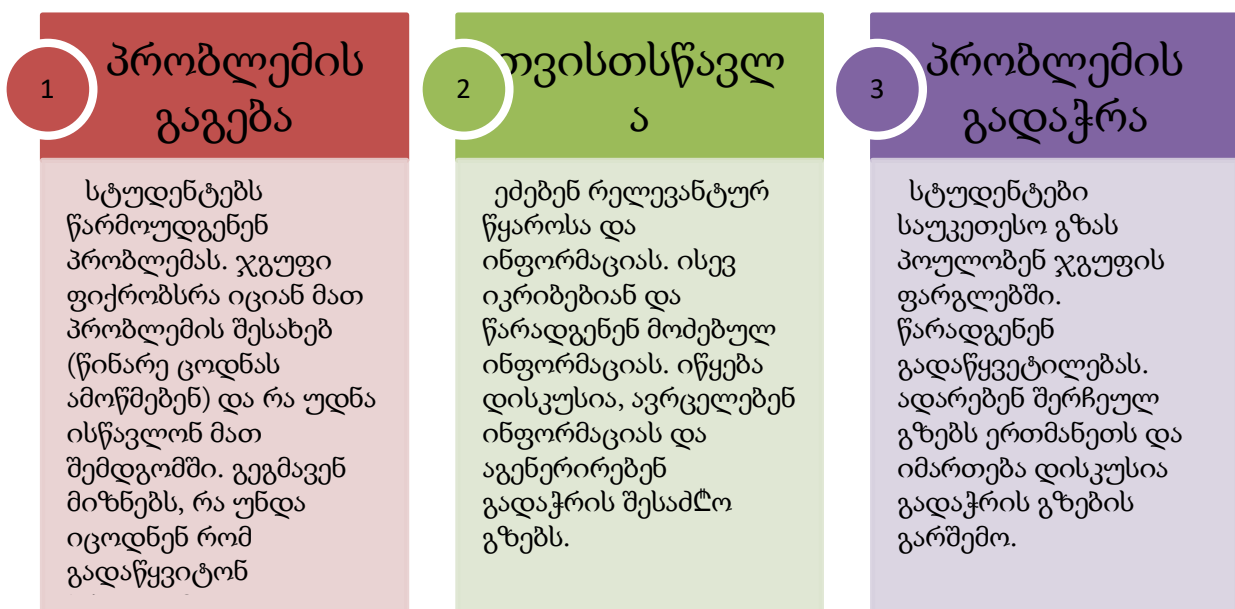 1
პრობლემის
გაგება
სტუდენტებს
წარმოუდგენენ
პრობლემას. ჯგუფი
ფიქრობსრა იციან მათ
პრობლემის შესახებ
(წინარე ცოდნას
ამოწმებენ) და რა უდნა
ისწავლონ მათ
შემდგომში. გეგმავენ
მიზნებს, რა უნდა
იცოდნენ რომ
გადაწყვიტონ
2
თვისთსწავლ
ა
ეძებენ რელევანტურ
წყაროსა და
ინფორმაციას. ისევ
იკრიბებიან და
წარადგენენ მოძებულ
ინფორმაციას. იწყება
დისკუსია, ავრცელებენ
ინფორმაციას და
აგენერირებენ
გადაჭრის შესაძ₾ო
გზებს.
3
პრობლემის
გადაჭრა
სტუდენტები
საუკეთესო გზას
პოულობენ ჯგუფის
ფარგლებში.
წარადგენენ
გადაწყვეტილებას.
ადარებენ შერჩეულ
გზებს ერთმანეთს და
იმართება დისკუსია
გადაჭრის გზების
გარშემო.